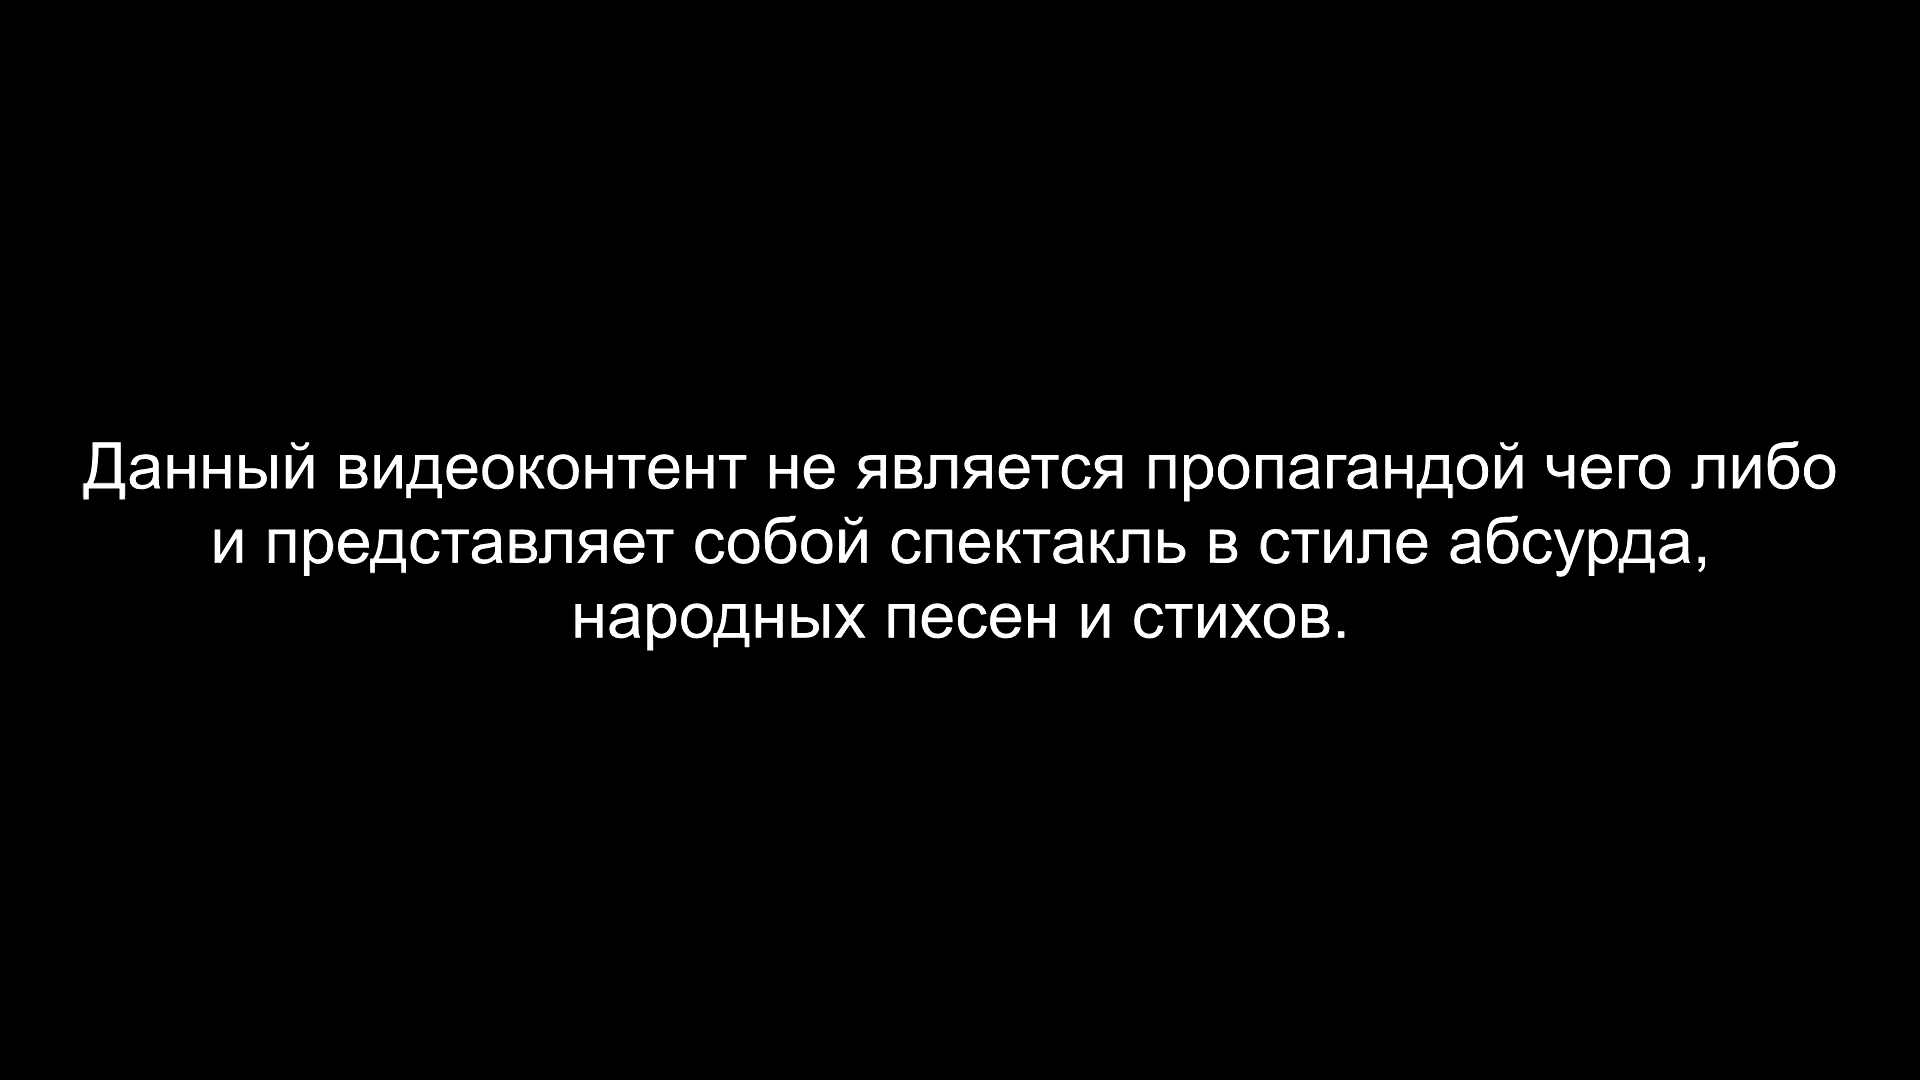 Данный видеоконтент не является пропагандой чего либо
и представляет собой спектакль в стиле абсурда,
народных песен и стихов.